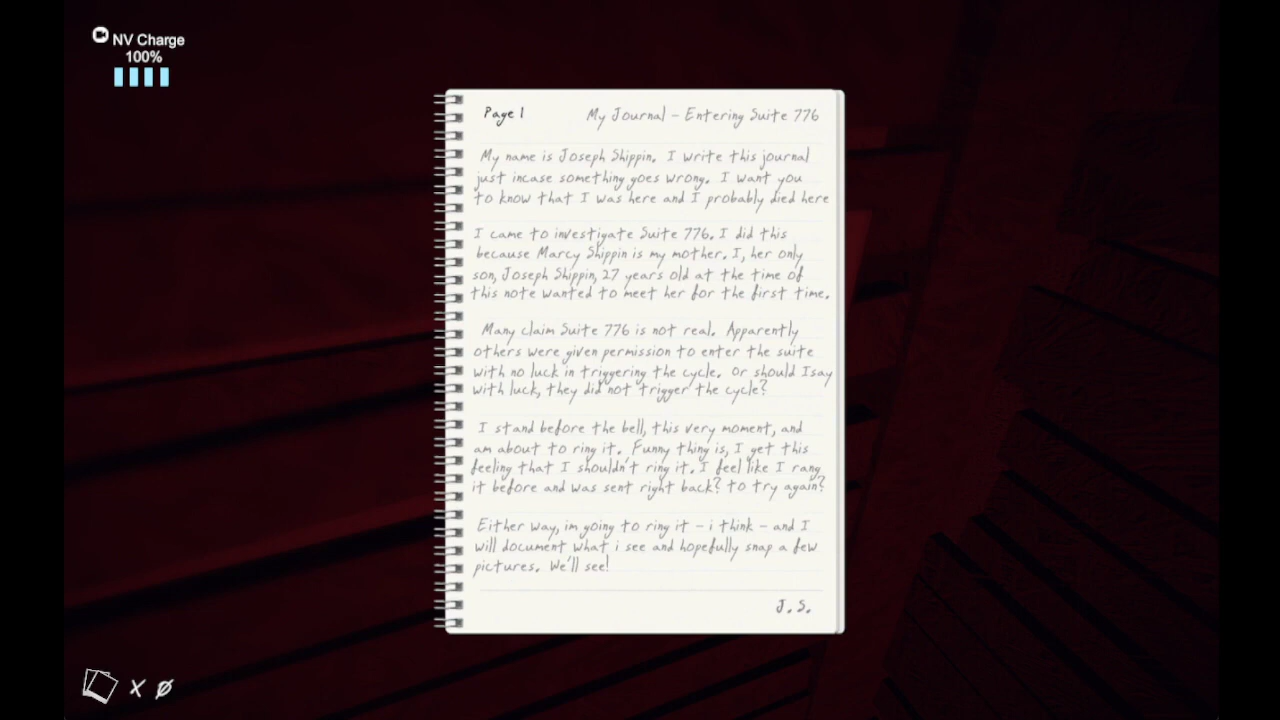 NV Charge
100%
Page 1
My Journal - Entering Suite 776
My name is Joseph Shippin. I write this journal
just incase something goes wrong. I want you
to know that I was here and I probably died here
I came to investigate Suite 776. I did this
because Marcy Shippin is my mother. I, her only
son, Joseph Shippin, 27 years old at the time of
this note wanted to meet her for the first time.
Many claim Suite 776 is not real. Apparently
others were given permission to enter the suite
with no luck in triggering the cycle. Or should I say
with luck, they did not trigger the cycle?
I stand before the bell, this very moment, and
am about to ring it. Funny thing is, I get this
feeling that I shouldn't ring it. I feel like I rang
it before and was sent right back? to try again?
Either way, im going to ring it - i think - and I
will document what i see and hopefully snap a few
pictures. We'll see!
J.S.
X 0